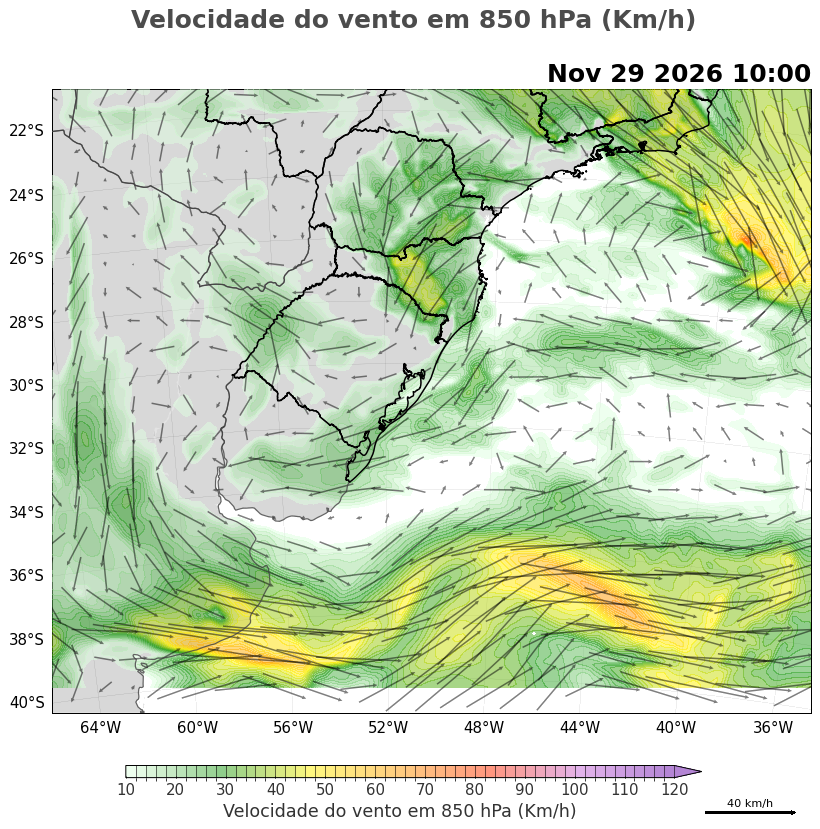 Velocidade do vento em 850 hPa (Km/h)
Nov 29 2026 10:00
22°S
24°S
26°S
28°S
30°S
32°S
34°S
36°S
38°S
40°S
64°W 60°W 56°W 52°W 48°W 44°W 40°W 36°W
10 20 30 40 50 60 70 80 90 100 110 120
Velocidade do vento em 850 hPa (Km/h)
40 km/h